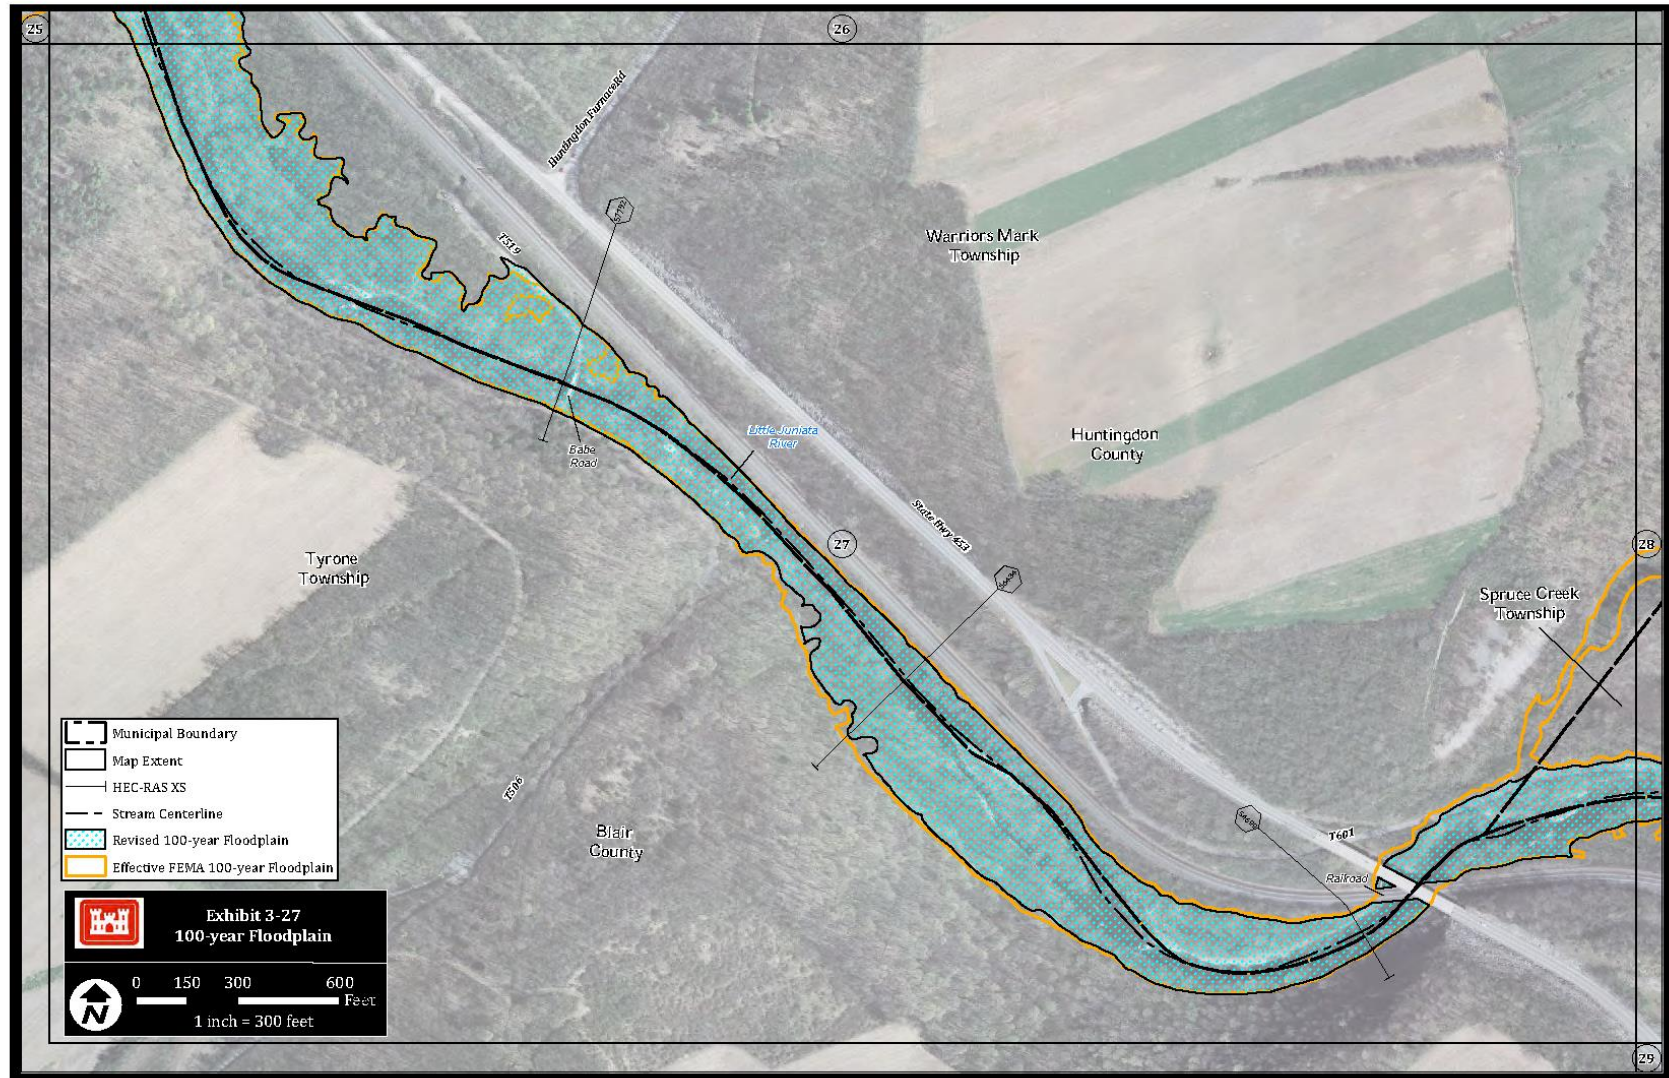 25
26
Huntingdon Furnace Rd
57192
T519
Warriors Mark
Township
Little Juniata
River
Babe
Road
Huntingdon
County
State Hwy 453
27
28
Tyrone
Township
Spruce Creek
Township
T506
Blair
County
T601
Railroad
Municipal Boundary
Map Extent
HEC-RAS XS
Stream Centerline
Revised 100-year Floodplain
Effective FEMA 100-year Floodplain
Exhibit 3-27
100-year Floodplain
0 150 300 600
Feet
N
1 inch = 300 feet
29